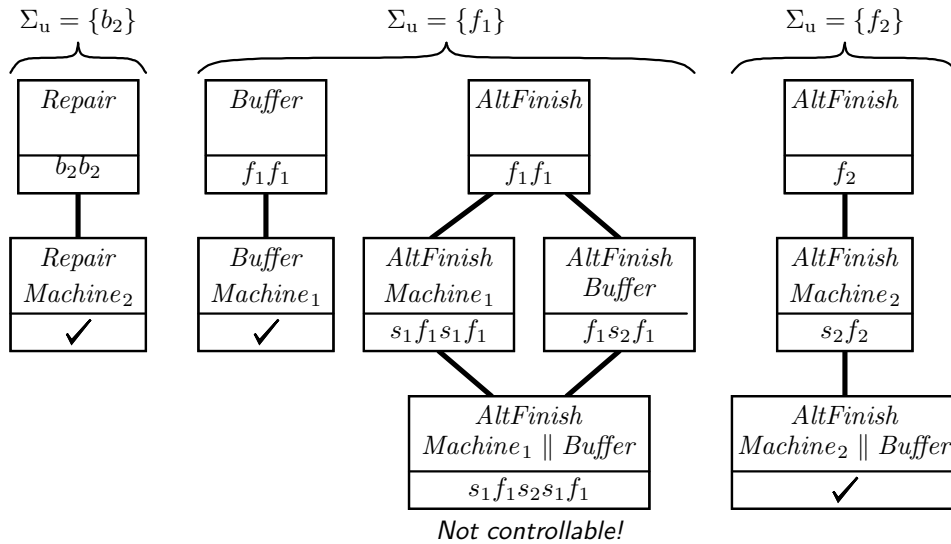 Σu = {b2}
Repair
b2b2
Repair
Machine2
✓
Σu = {f1}
Buffer
f1f1
Buffer
Machine1
✓
AltFinish
f1f1
AltFinish
Machine1
s1f1s1f1
AltFinish
Buffer
f1s2f1
AltFinish
Machine1 ∥ Buffer
s1f1s2s1f1
Not controllable!
Σu = {f2}
AltFinish
f2
AltFinish
Machine2
s2f2
AltFinish
Machine2 ∥ Buffer
✓